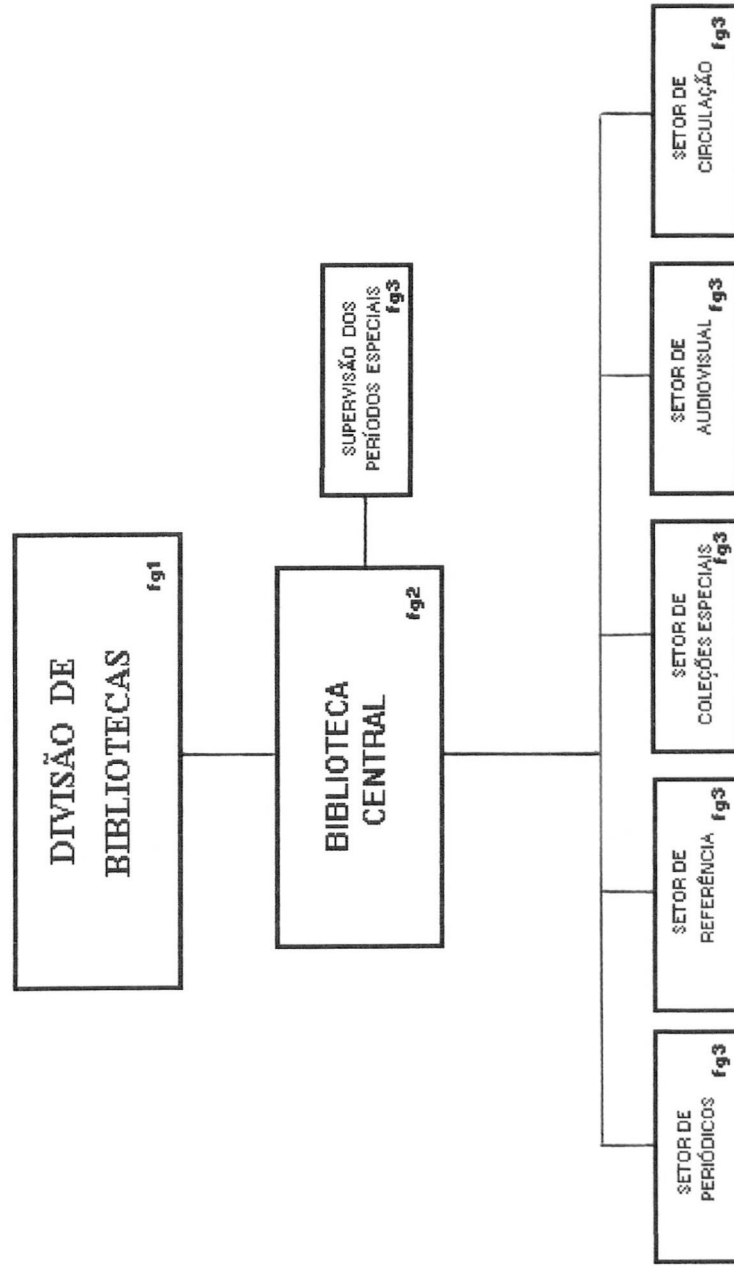 DIVISÃO DE
BIBLIOTECAS
fg1
BIBLIOTECA
CENTRAL
fg2
SUPERVISÃO DOS
PERÍODOS ESPECIAIS
fg3
SETOR DE
PERIÓDICOS
fg3
SETOR DE
REFERÊNCIA
fg3
SETOR DE
COLEÇÕES ESPECIAIS
fg3
SETOR DE
AUDIOVISUAL
fg3
SETOR DE
CIRCULAÇÃO
fg3